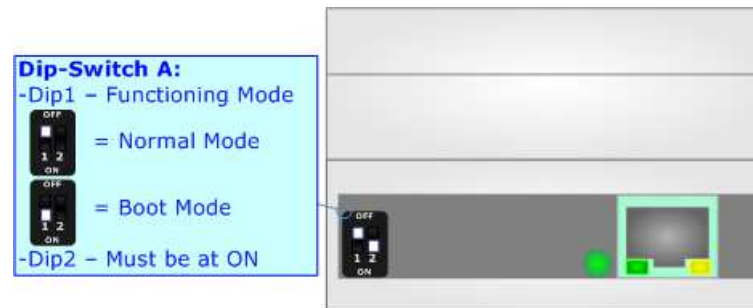 Dip-Switch A:
-Dip1 – Functioning Mode
OFF
1 2
ON
= Normal Mode
OFF
1 2
ON
= Boot Mode
-Dip2 – Must be at ON
OFF
1 2
ON